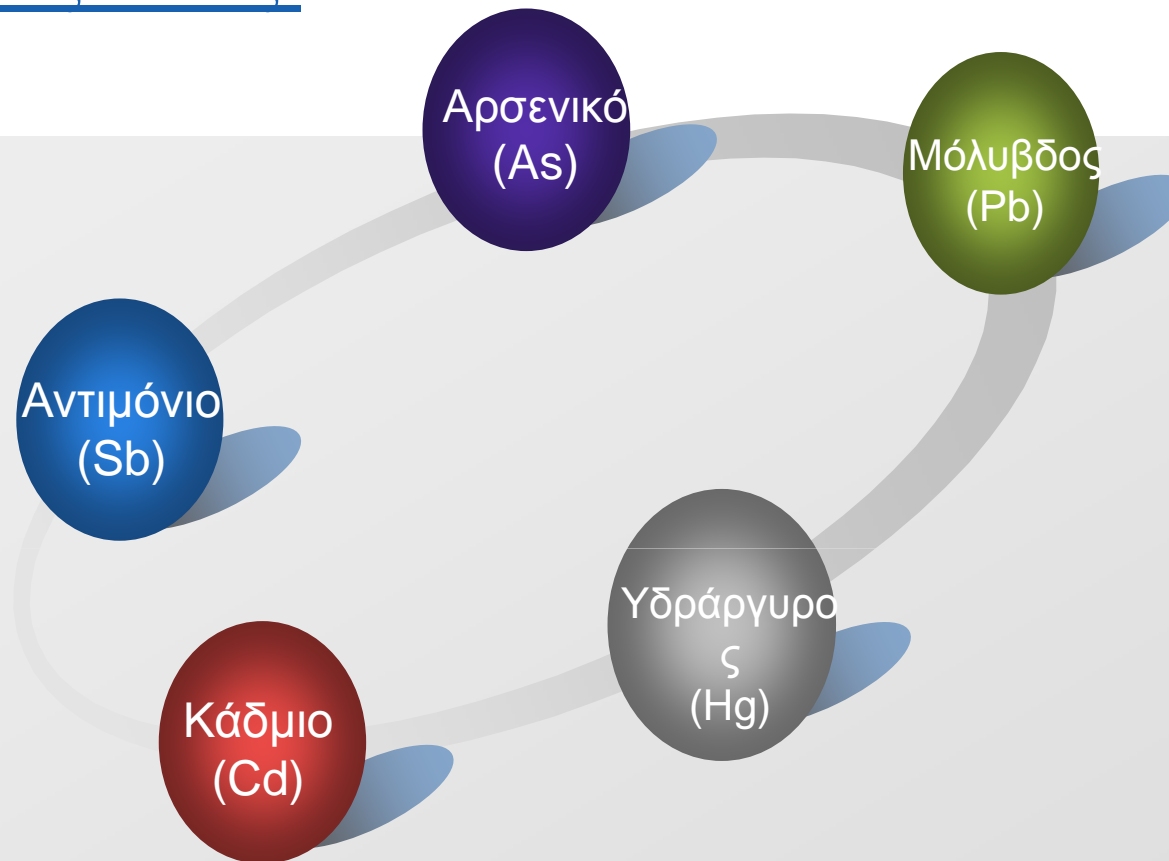 Αρσενικό
(As)
Μόλυβδος
(Pb)
Αντιμόνιο
(Sb)
Υδράργυρο
ς
(Hg)
Κάδμιο
(Cd)